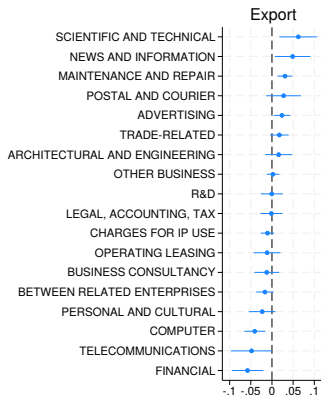 Export
SCIENTIFIC AND TECHNICAL
NEWS AND INFORMATION
MAINTENANCE AND REPAIR
POSTAL AND COURIER
ADVERTISING
TRADE-RELATED
ARCHITECTURAL AND ENGINEERING
OTHER BUSINESS
R&D
LEGAL, ACCOUNTING, TAX
CHARGES FOR IP USE
OPERATING LEASING
BUSINESS CONSULTANCY
BETWEEN RELATED ENTERPRISES
PERSONAL AND CULTURAL
COMPUTER
TELECOMMUNICATIONS
FINANCIAL
-.1 -.05 0 .05 .1